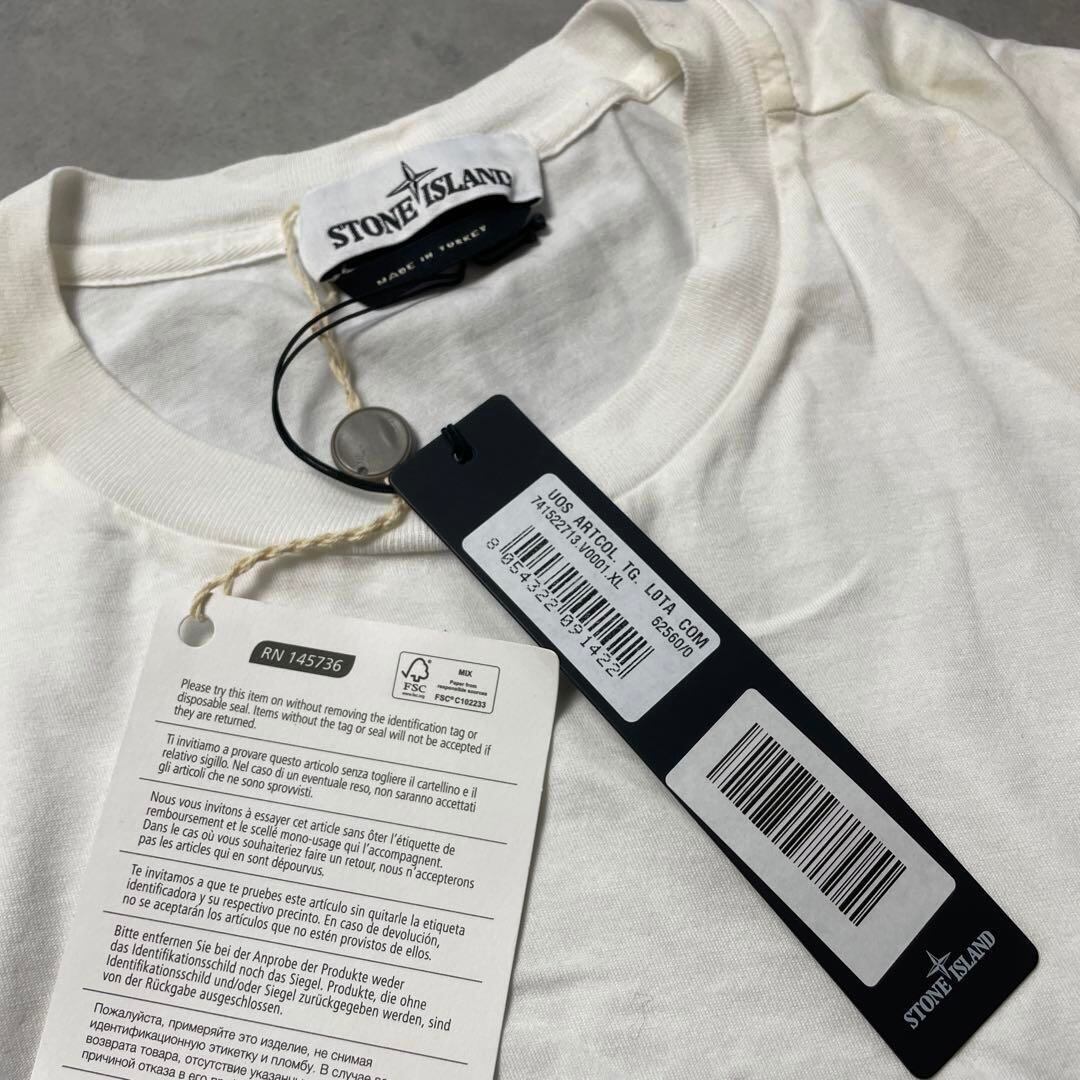 STONE ISLAND
MADE IN TURKEY
UOS ARTCOL. TG. LOTA COM
741522713.V0001.XL
62560/0
8 054322 091422
STONE ISLAND
RN 145736
FSC
MIX
Paper from
responsible sources
FSC® C102233
Please try this item on without removing the identification tag or
disposable seal. Items without the tag or seal will not be accepted if
they are returned.
Ti invitiamo a provare questo articolo senza togliere il cartellino e il
relativo sigillo. Nel caso di un eventuale reso, non saranno accettati
gli articoli che ne sono sprovvisti.
Nous vous invitons à essayer cet article sans ôter l'étiquette de
remboursement et le scellé mono-usage qui l'accompagnent.
Dans le cas où vous souhaiteriez faire un retour, nous n'accepterons
pas les articles qui en sont dépourvus.
Te invitamos a que te pruebes este artículo sin quitarle la etiqueta
identificadora y su respectivo precinto. En caso de devolución,
no se aceptarán los artículos que no estén provistos de ellos.
Bitte entfernen Sie bei der Anprobe der Produkte weder
das Identifikationsschild noch das Siegel. Produkte, die ohne
Identifikationsschild und/oder Siegel zurückgegeben werden, sind
von der Rückgabe ausgeschlossen.
Пожалуйста, примеряйте это изделие, не снимая
идентификационную этикетку и пломбу. В случае
возврата товара, отсутствие
причиной отказа в его